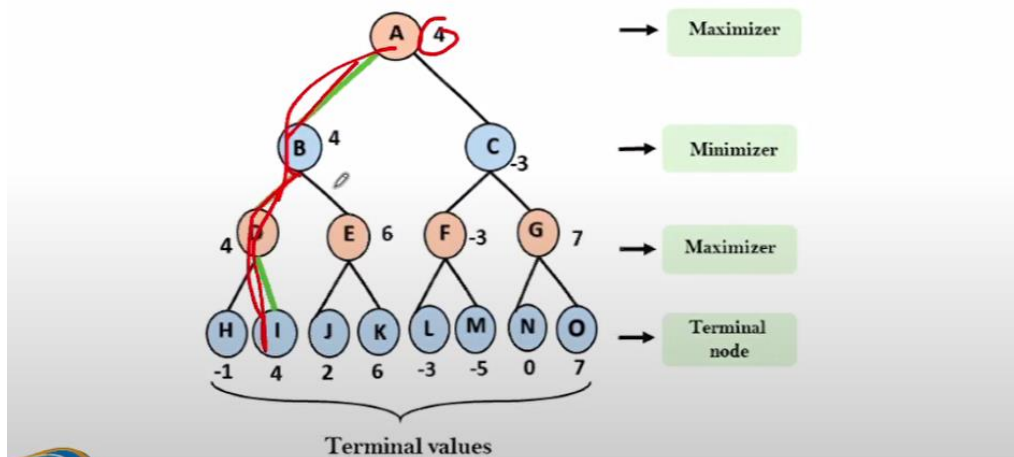 A 4 Maximizer
B 4 C -3 Minimizer
4 D E 6 F -3 G 7 Maximizer
H I J K L M N O Terminal
node
-1 4 2 6 -3 -5 0 7
Terminal values